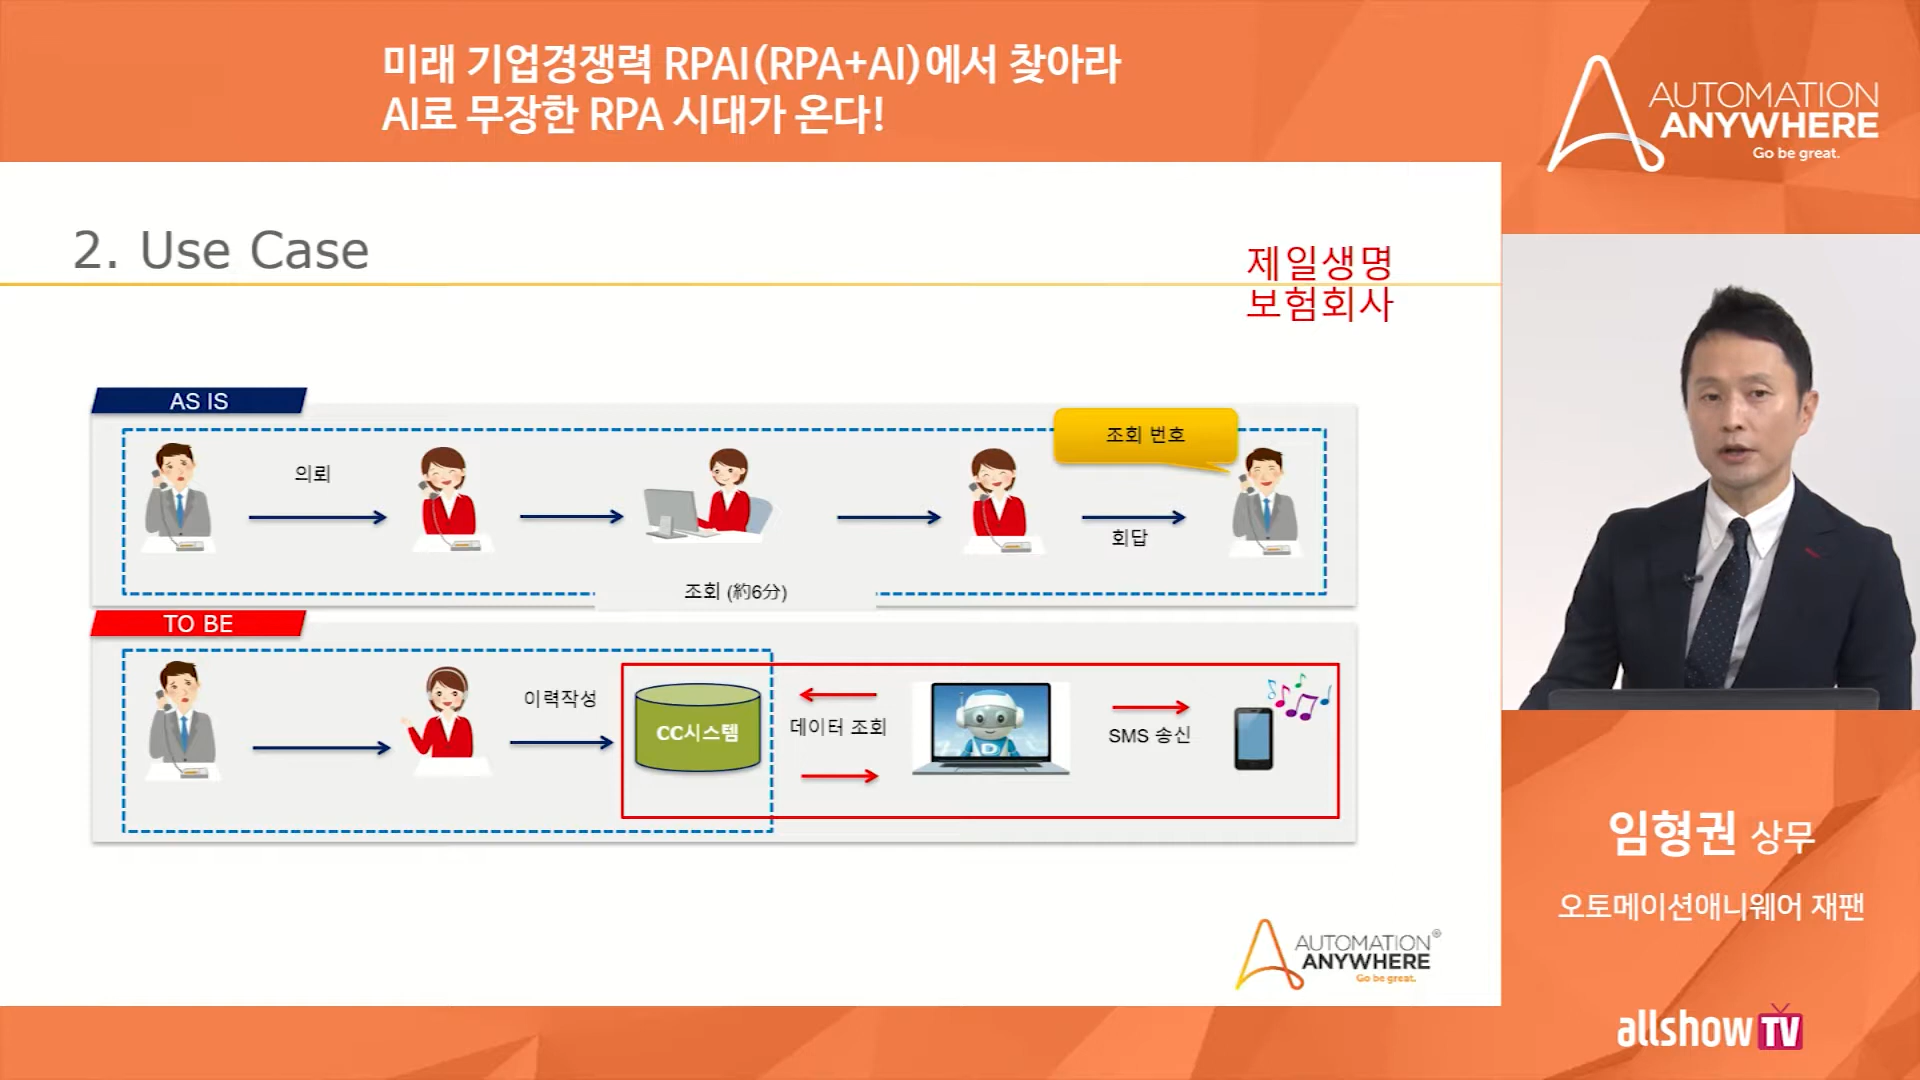 미래 기업경쟁력 RPAI(RPA+AI)에서 찾아라
AI로 무장한 RPA 시대가 온다!
AUTOMATION
ANYWHERE
Go be great.
2. Use Case
제일생명
보험회사
AS IS
의뢰
조회 번호
회답
조회 (約6分)
TO BE
이력작성
CC시스템
데이터 조회
D
SMS 송신
AUTOMATION®
ANYWHERE
Go be great.
임형권 상무
오토메이션애니웨어 재팬
allshow TV